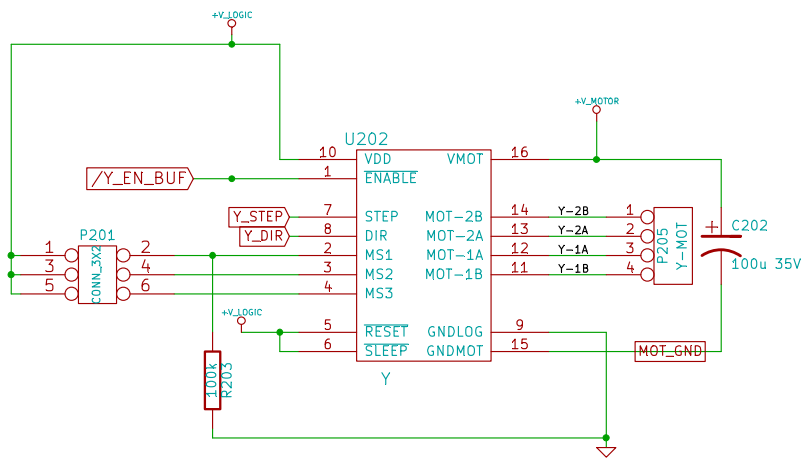 +V_LOGIC
+V_MOTOR
U202
10 VDD VMOT 16
/Y_EN_BUF 1 ENABLE
Y_STEP 7 STEP MOT-2B 14 Y-2B 1
Y_DIR 8 DIR MOT-2A 13 Y-2A 2
P201
1 2 2 MS1 MOT-1A 12 Y-1A 3
3 4 3 MS2 MOT-1B 11 Y-1B 4
5 6 4 MS3
CONN_3X2
P205
Y-MOT
C202
100u 35V
+V_LOGIC
5 RESET GNDLOG 9
6 SLEEP GNDMOT 15 MOT_GND
Y
100k
R203